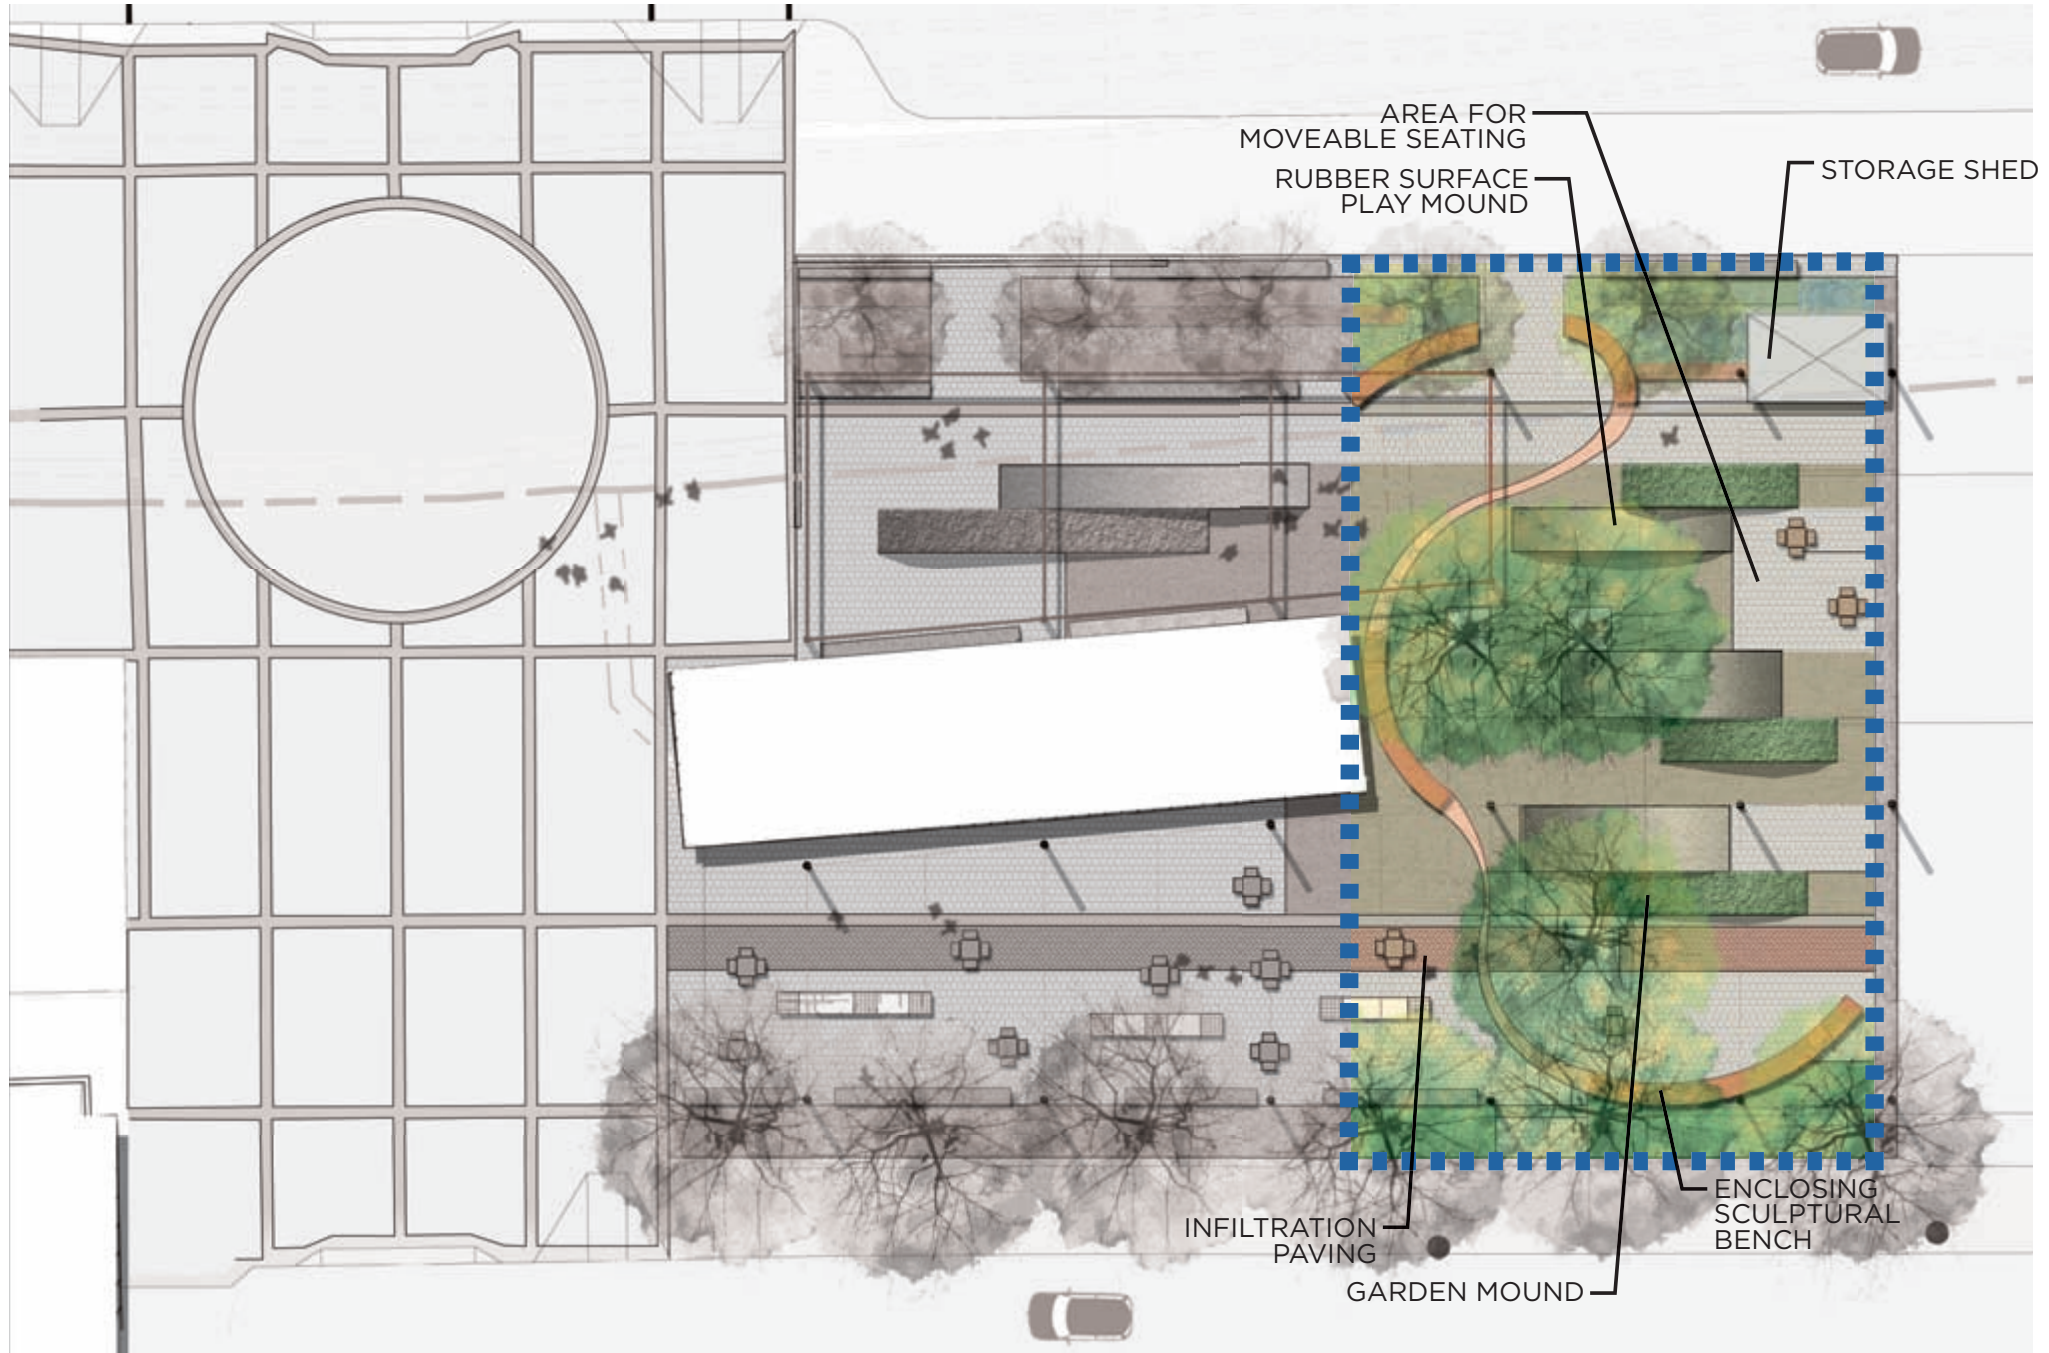 AREA FOR
MOVEABLE SEATING
STORAGE SHED
RUBBER SURFACE
PLAY MOUND
ENCLOSING
SCULPTURAL
BENCH
INFILTRATION
PAVING
GARDEN MOUND